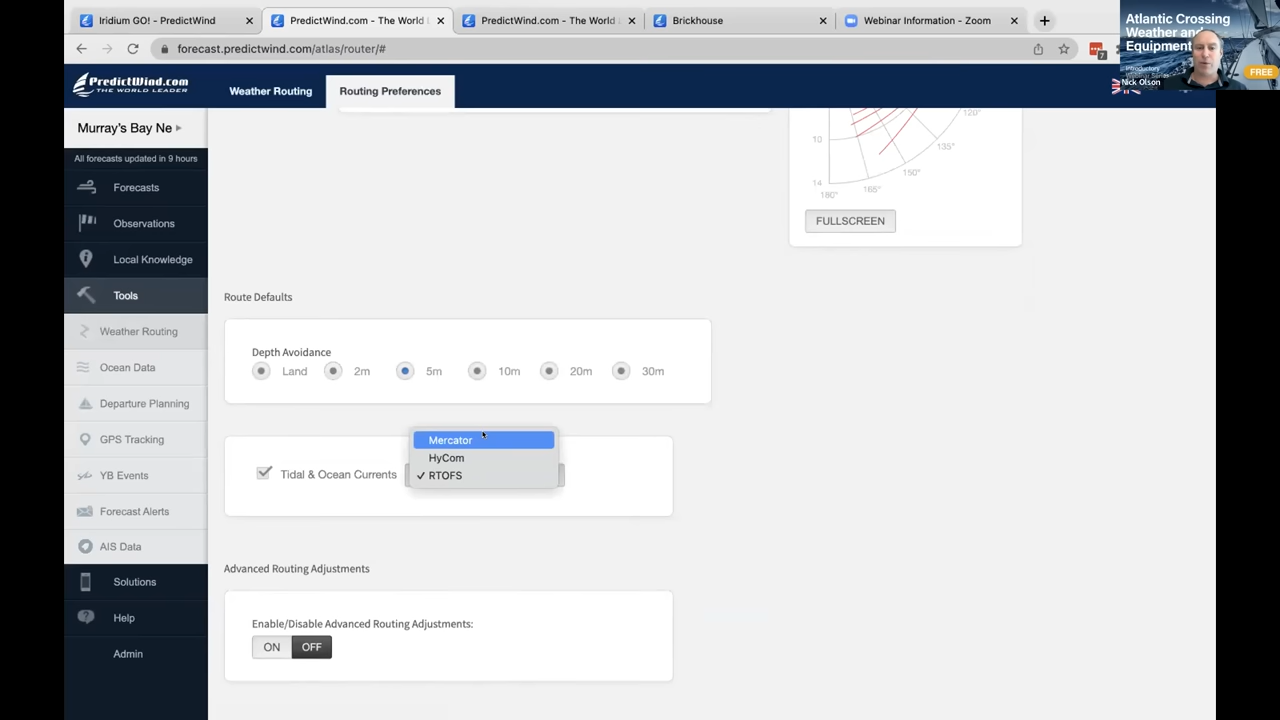 Iridium GO! - PredictWind
PredictWind.com - The World
PredictWind.com - The World
Brickhouse
Webinar Information - Zoom
forecast.predictwind.com/atlas/router/#
7
Atlantic Crossing
Weather and
Equipment
Introductory
FREE
Nick Olson
PredictWind.com
THE WORLD LEADER
Weather Routing
Routing Preferences
Murray's Bay Ne
All forecasts updated in 9 hours
Forecasts
Observations
Local Knowledge
Tools
Weather Routing
Ocean Data
Departure Planning
GPS Tracking
YB Events
Forecast Alerts
AIS Data
Solutions
Help
Admin
120°
10
135°
150°
14
165°
180°
FULLSCREEN
Route Defaults
Depth Avoidance
Land 2m 5m 10m 20m 30m
Tidal & Ocean Currents
Mercator
HyCom
✓ RTOFS
Advanced Routing Adjustments
Enable/Disable Advanced Routing Adjustments:
ON OFF